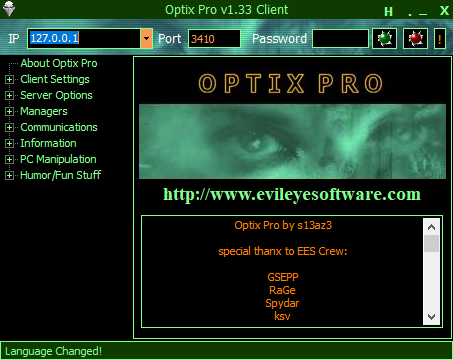 Optix Pro v1.33 Client
H . _ X
IP 127.0.0.1 Port 3410 Password !
About Optix Pro
Client Settings
Server Options
Managers
Communications
Information
PC Manipulation
Humor/Fun Stuff
OPTIX PRO
http://www.evileyesoftware.com
Optix Pro by s13az3
special thanx to EES Crew:
GSEPP
RaGe
Spydar
ksv
Language Changed!